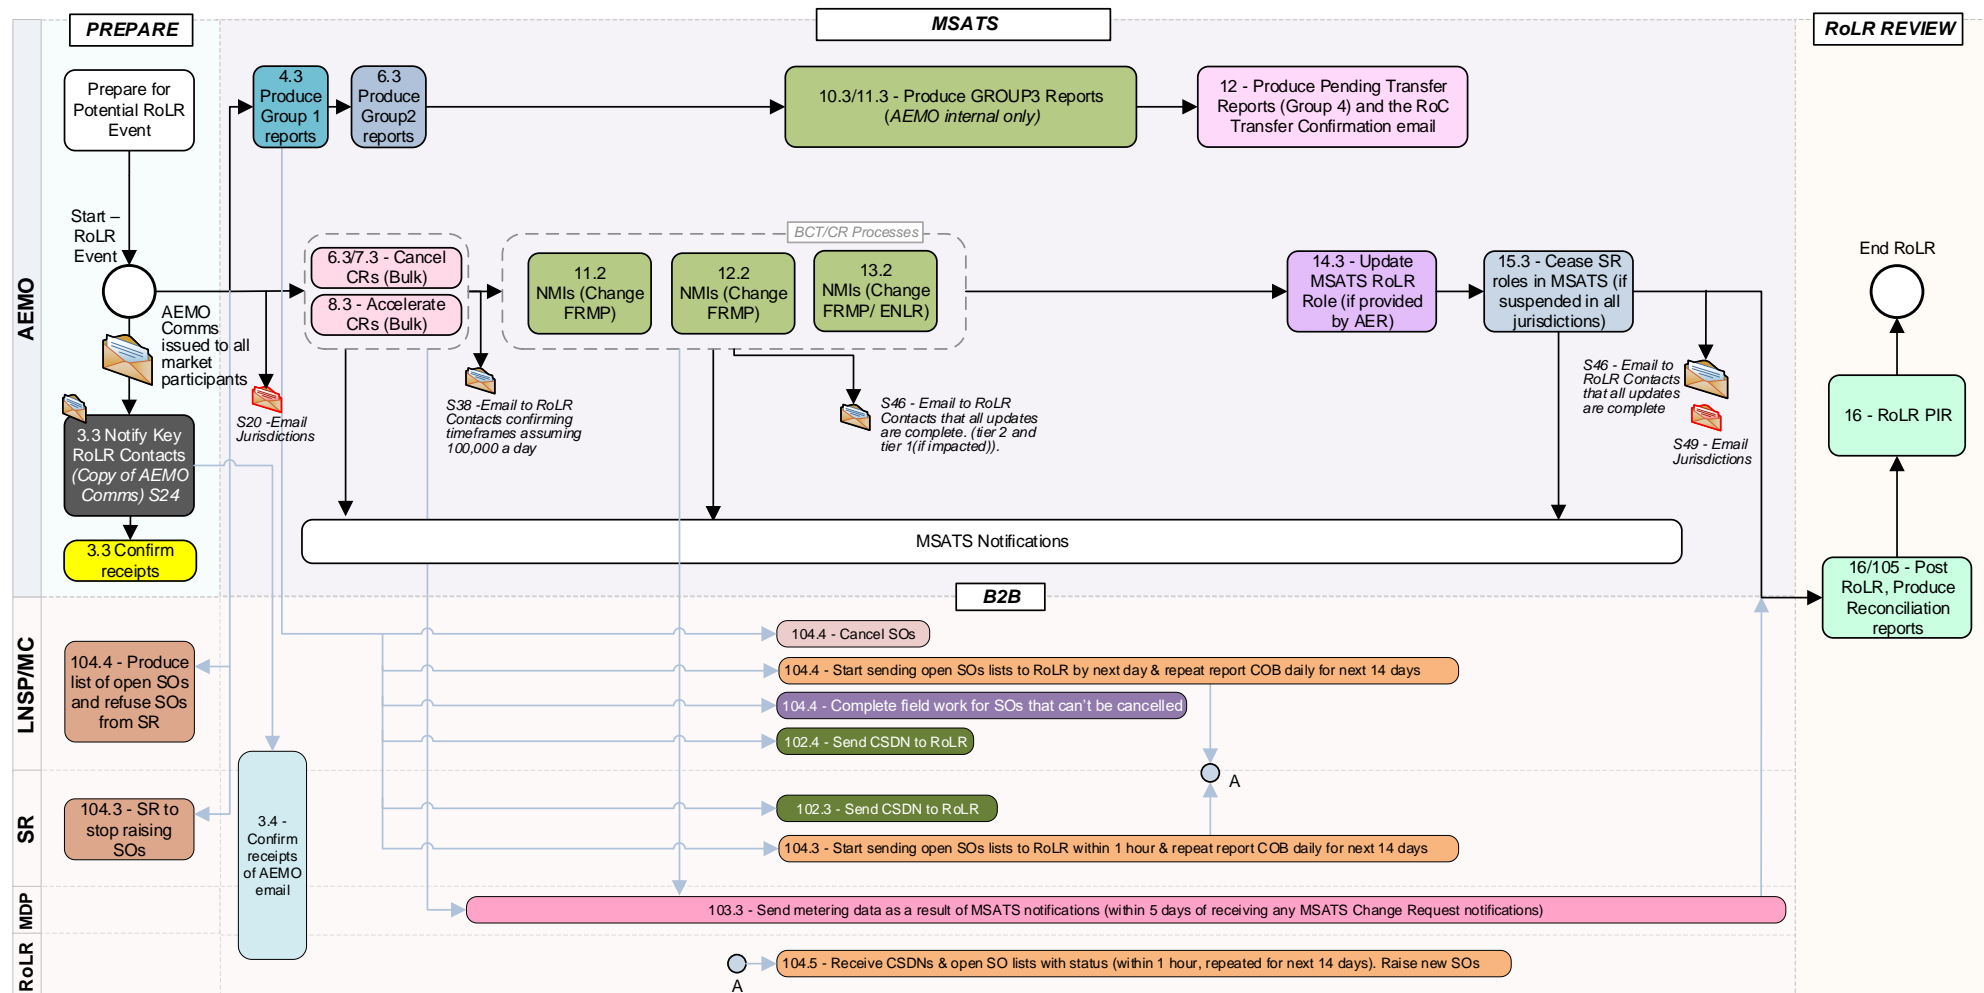 PREPARE
MSATS
RoLR REVIEW
AEMO
Prepare for
Potential RoLR
Event
4.3
Produce
Group 1
reports
6.3
Produce
Group2
reports
10.3/11.3 - Produce GROUP3 Reports
(AEMO internal only)
12 - Produce Pending Transfer
Reports (Group 4) and the RoC
Transfer Confirmation email
Start –
RoLR
Event
AEMO
Comms
issued to all
market
participants
S20 -Email
Jurisdictions
6.3/7.3 - Cancel
CRs (Bulk)
8.3 - Accelerate
CRs (Bulk)
S38 -Email to RoLR
Contacts confirming
timeframes assuming
100,000 a day
BCT/CR Processes
11.2
NMIs (Change
FRMP)
12.2
NMIs (Change
FRMP)
13.2
NMIs (Change
FRMP/ ENLR)
S46 - Email to RoLR
Contacts that all updates
are complete. (tier 2 and
tier 1(if impacted)).
14.3 - Update
MSATS RoLR
Role (if provided
by AER)
15.3 - Cease SR
roles in MSATS (if
suspended in all
jurisdictions)
S46 - Email to
RoLR Contacts
that all updates
are complete
S49 - Email
Jurisdictions
End RoLR
16 - RoLR PIR
16/105 - Post
RoLR, Produce
Reconciliation
reports
3.3 Notify Key
RoLR Contacts
(Copy of AEMO
Comms) S24
3.3 Confirm
receipts
MSATS Notifications
B2B
LNSP/MC
104.4 - Produce
list of open SOs
and refuse SOs
from SR
104.4 - Cancel SOs
104.4 - Start sending open SOs lists to RoLR by next day & repeat report COB daily for next 14 days
104.4 - Complete field work for SOs that can't be cancelled
102.4 - Send CSDN to RoLR
A
SR
104.3 - SR to
stop raising
SOs
3.4 -
Confirm
receipts
of AEMO
email
102.3 - Send CSDN to RoLR
104.3 - Start sending open SOs lists to RoLR within 1 hour & repeat report COB daily for next 14 days
MDP
103.3 - Send metering data as a result of MSATS notifications (within 5 days of receiving any MSATS Change Request notifications)
RoLR
A
104.5 - Receive CSDNs & open SO lists with status (within 1 hour, repeated for next 14 days). Raise new SOs